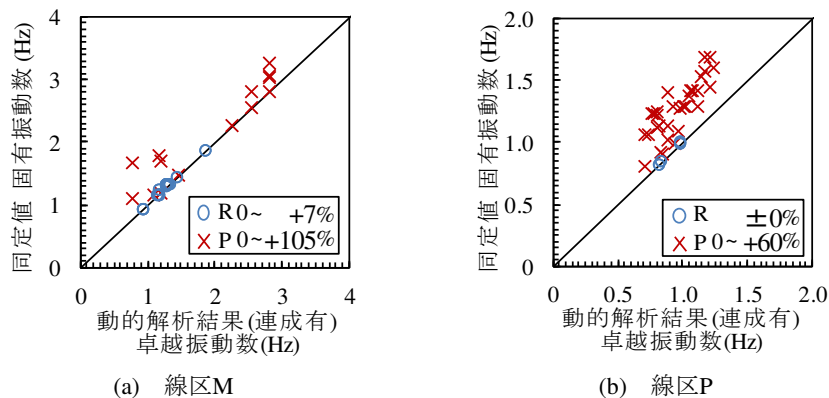 同定値 固有振動数(Hz)
4
3
2
1
0
R 0~ +7%
P 0~+105%
0 1 2 3 4
動的解析結果(連成有)
卓越振動数(Hz)
(a) 線区M
同定値 固有振動数(Hz)
2.0
1.5
1.0
0.5
0.0
R ±0%
P 0~ +60%
0.0 0.5 1.0 1.5 2.0
動的解析結果(連成有)
卓越振動数(Hz)
(b) 線区P